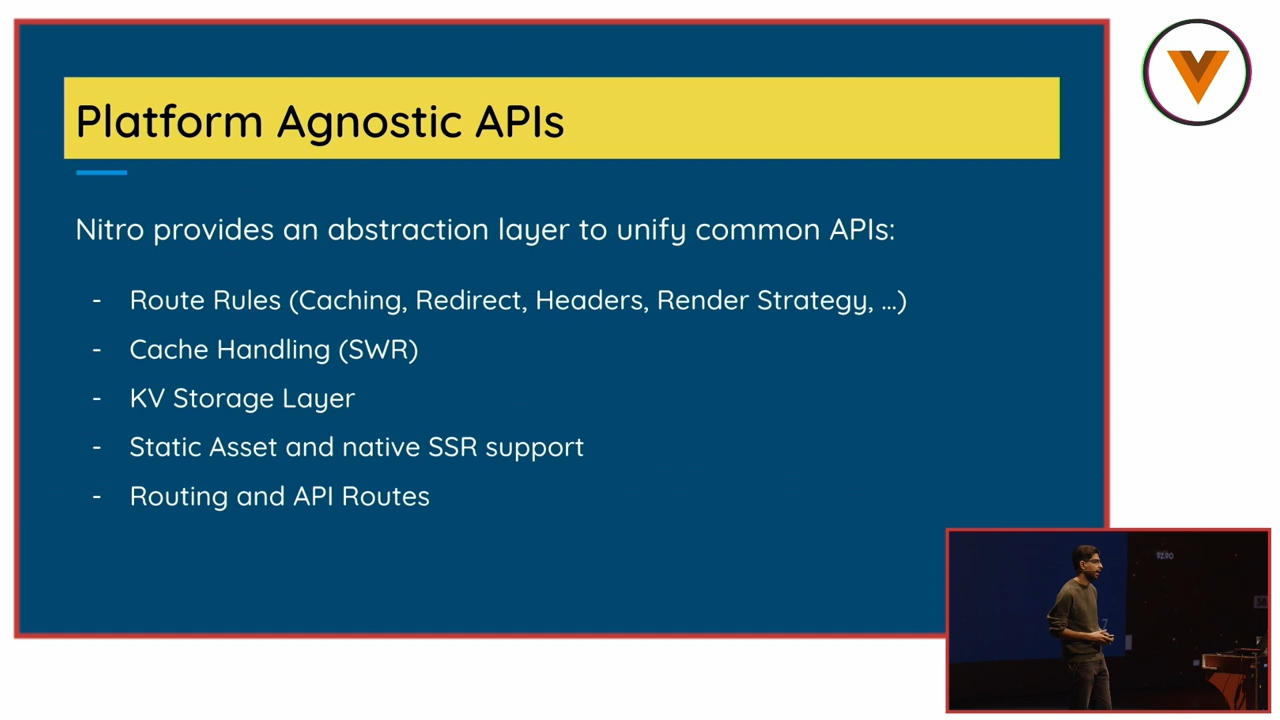 Platform Agnostic APIs
Nitro provides an abstraction layer to unify common APIs:
- Route Rules (Caching, Redirect, Headers, Render Strategy, ...)
- Cache Handling (SWR)
- KV Storage Layer
- Static Asset and native SSR support
- Routing and API Routes